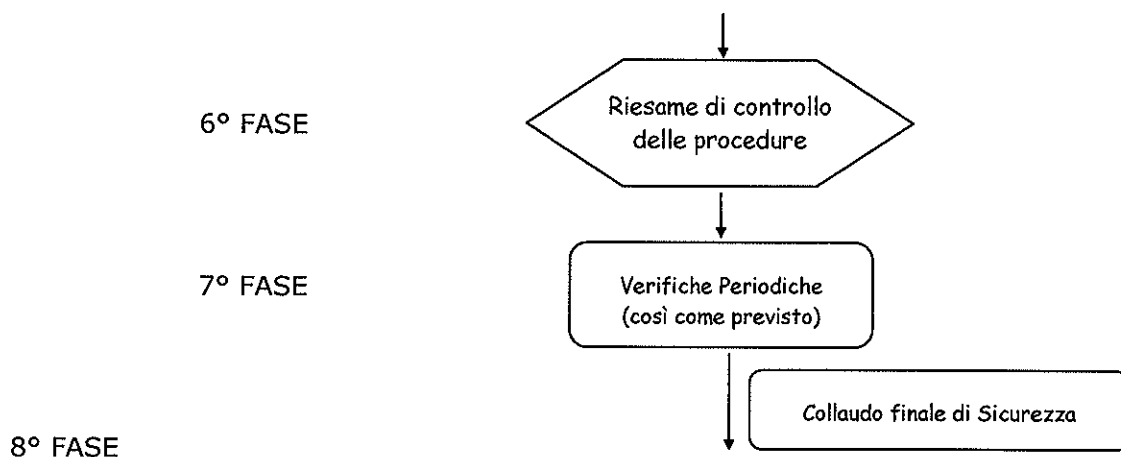 6° FASE
Riesame di controllo
delle procedure
7° FASE
Verifiche Periodiche
(così come previsto)
Collaudo finale di Sicurezza
8° FASE